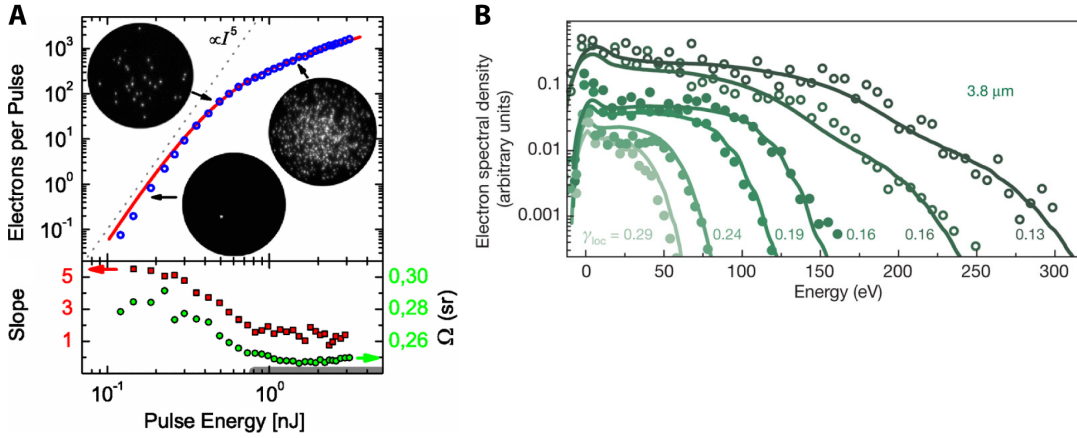 A
∝I⁵
Electrons per Pulse
10³
10²
10¹
10⁰
10⁻¹
Slope
5
3
1
0,30
0,28
0,26
Ω (sr)
10⁻¹
10⁰
Pulse Energy [nJ]
B
Electron spectral density
(arbitrary units)
0.1
0.01
0.001
3.8 μm
γloc = 0.29
0.24
0.19
0.16
0.16
0.13
0
50
100
150
200
250
300
Energy (eV)